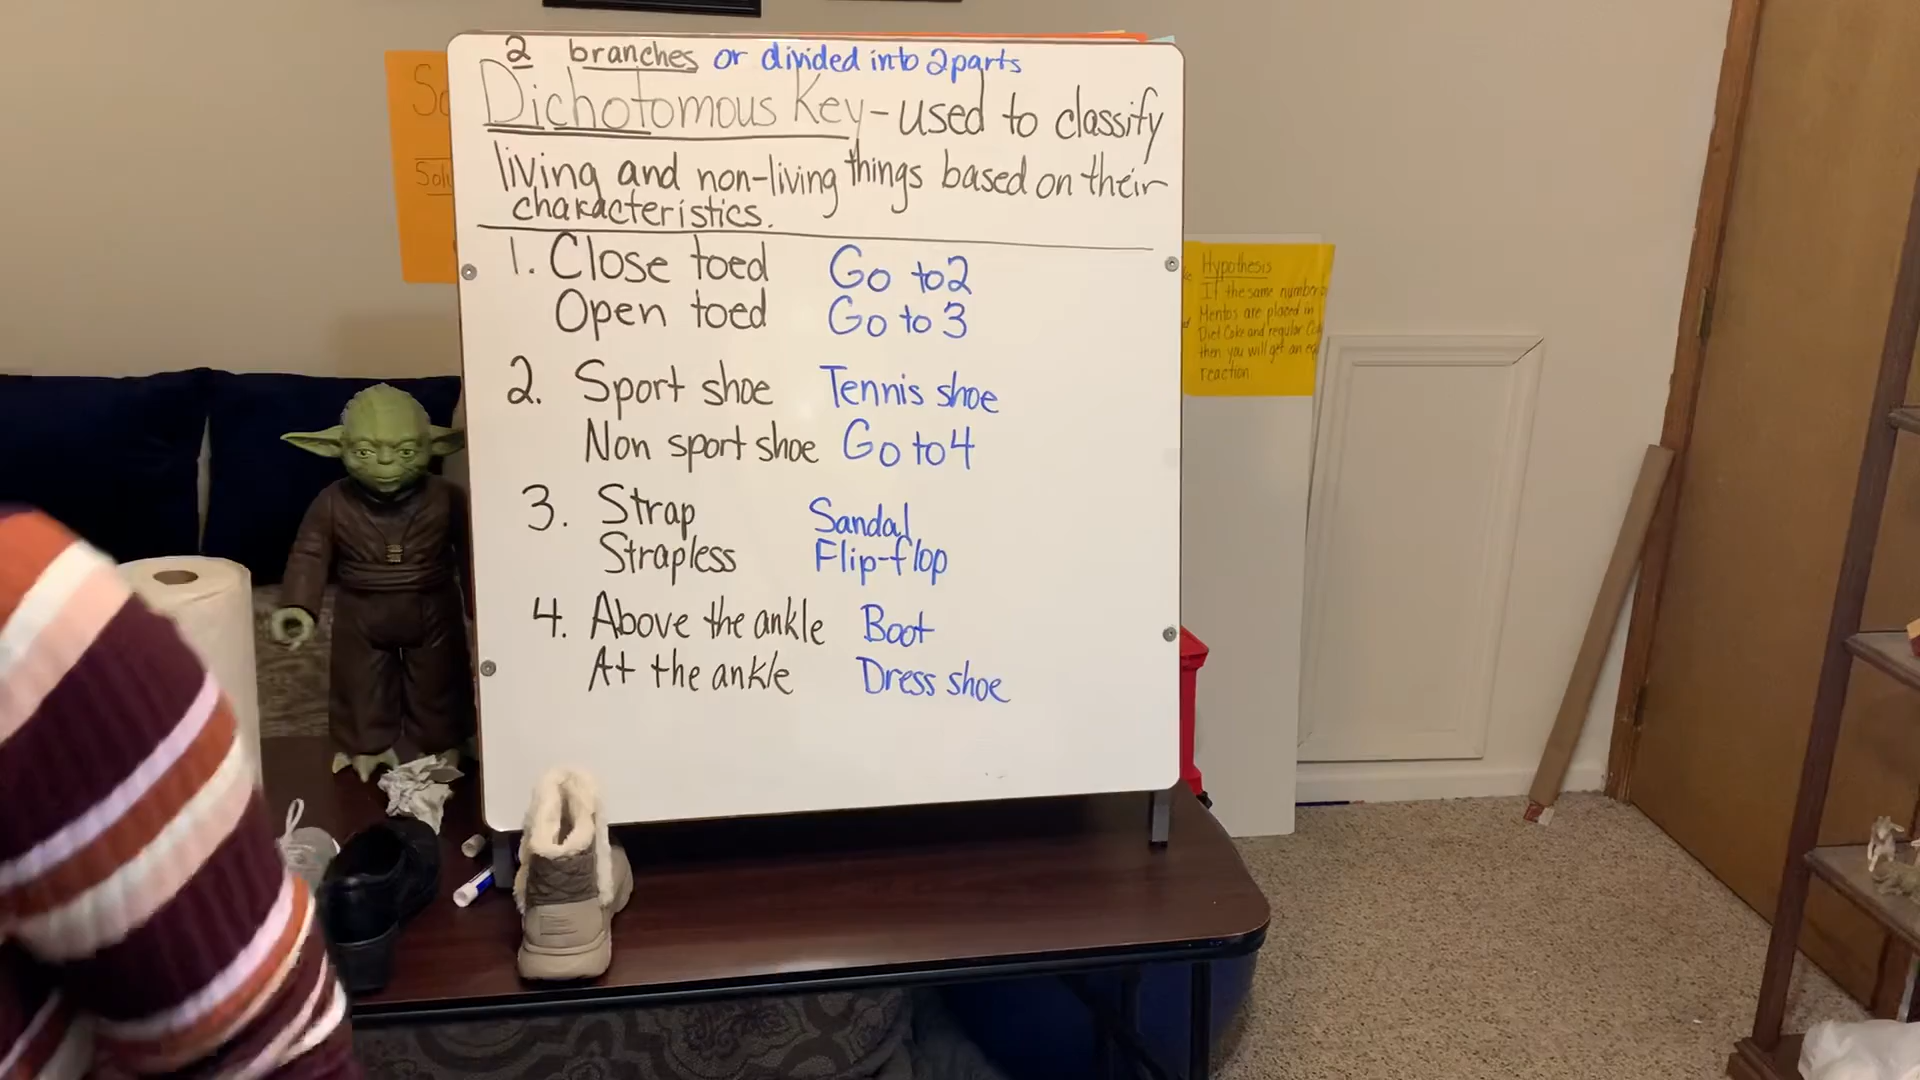 2 branches or divided into 2 parts
Dichotomous Key - used to classify
living and non-living things based on their
characteristics.
1. Close toed Go to 2
Open toed Go to 3
2. Sport shoe Tennis shoe
Non sport shoe Go to 4
3. Strap Sandal
Strapless Flip-flop
4. Above the ankle Boot
At the ankle Dress shoe
Hypothesis
If the same number
Mentos are placed in
Diet Coke and regular
then you will get an
reaction.